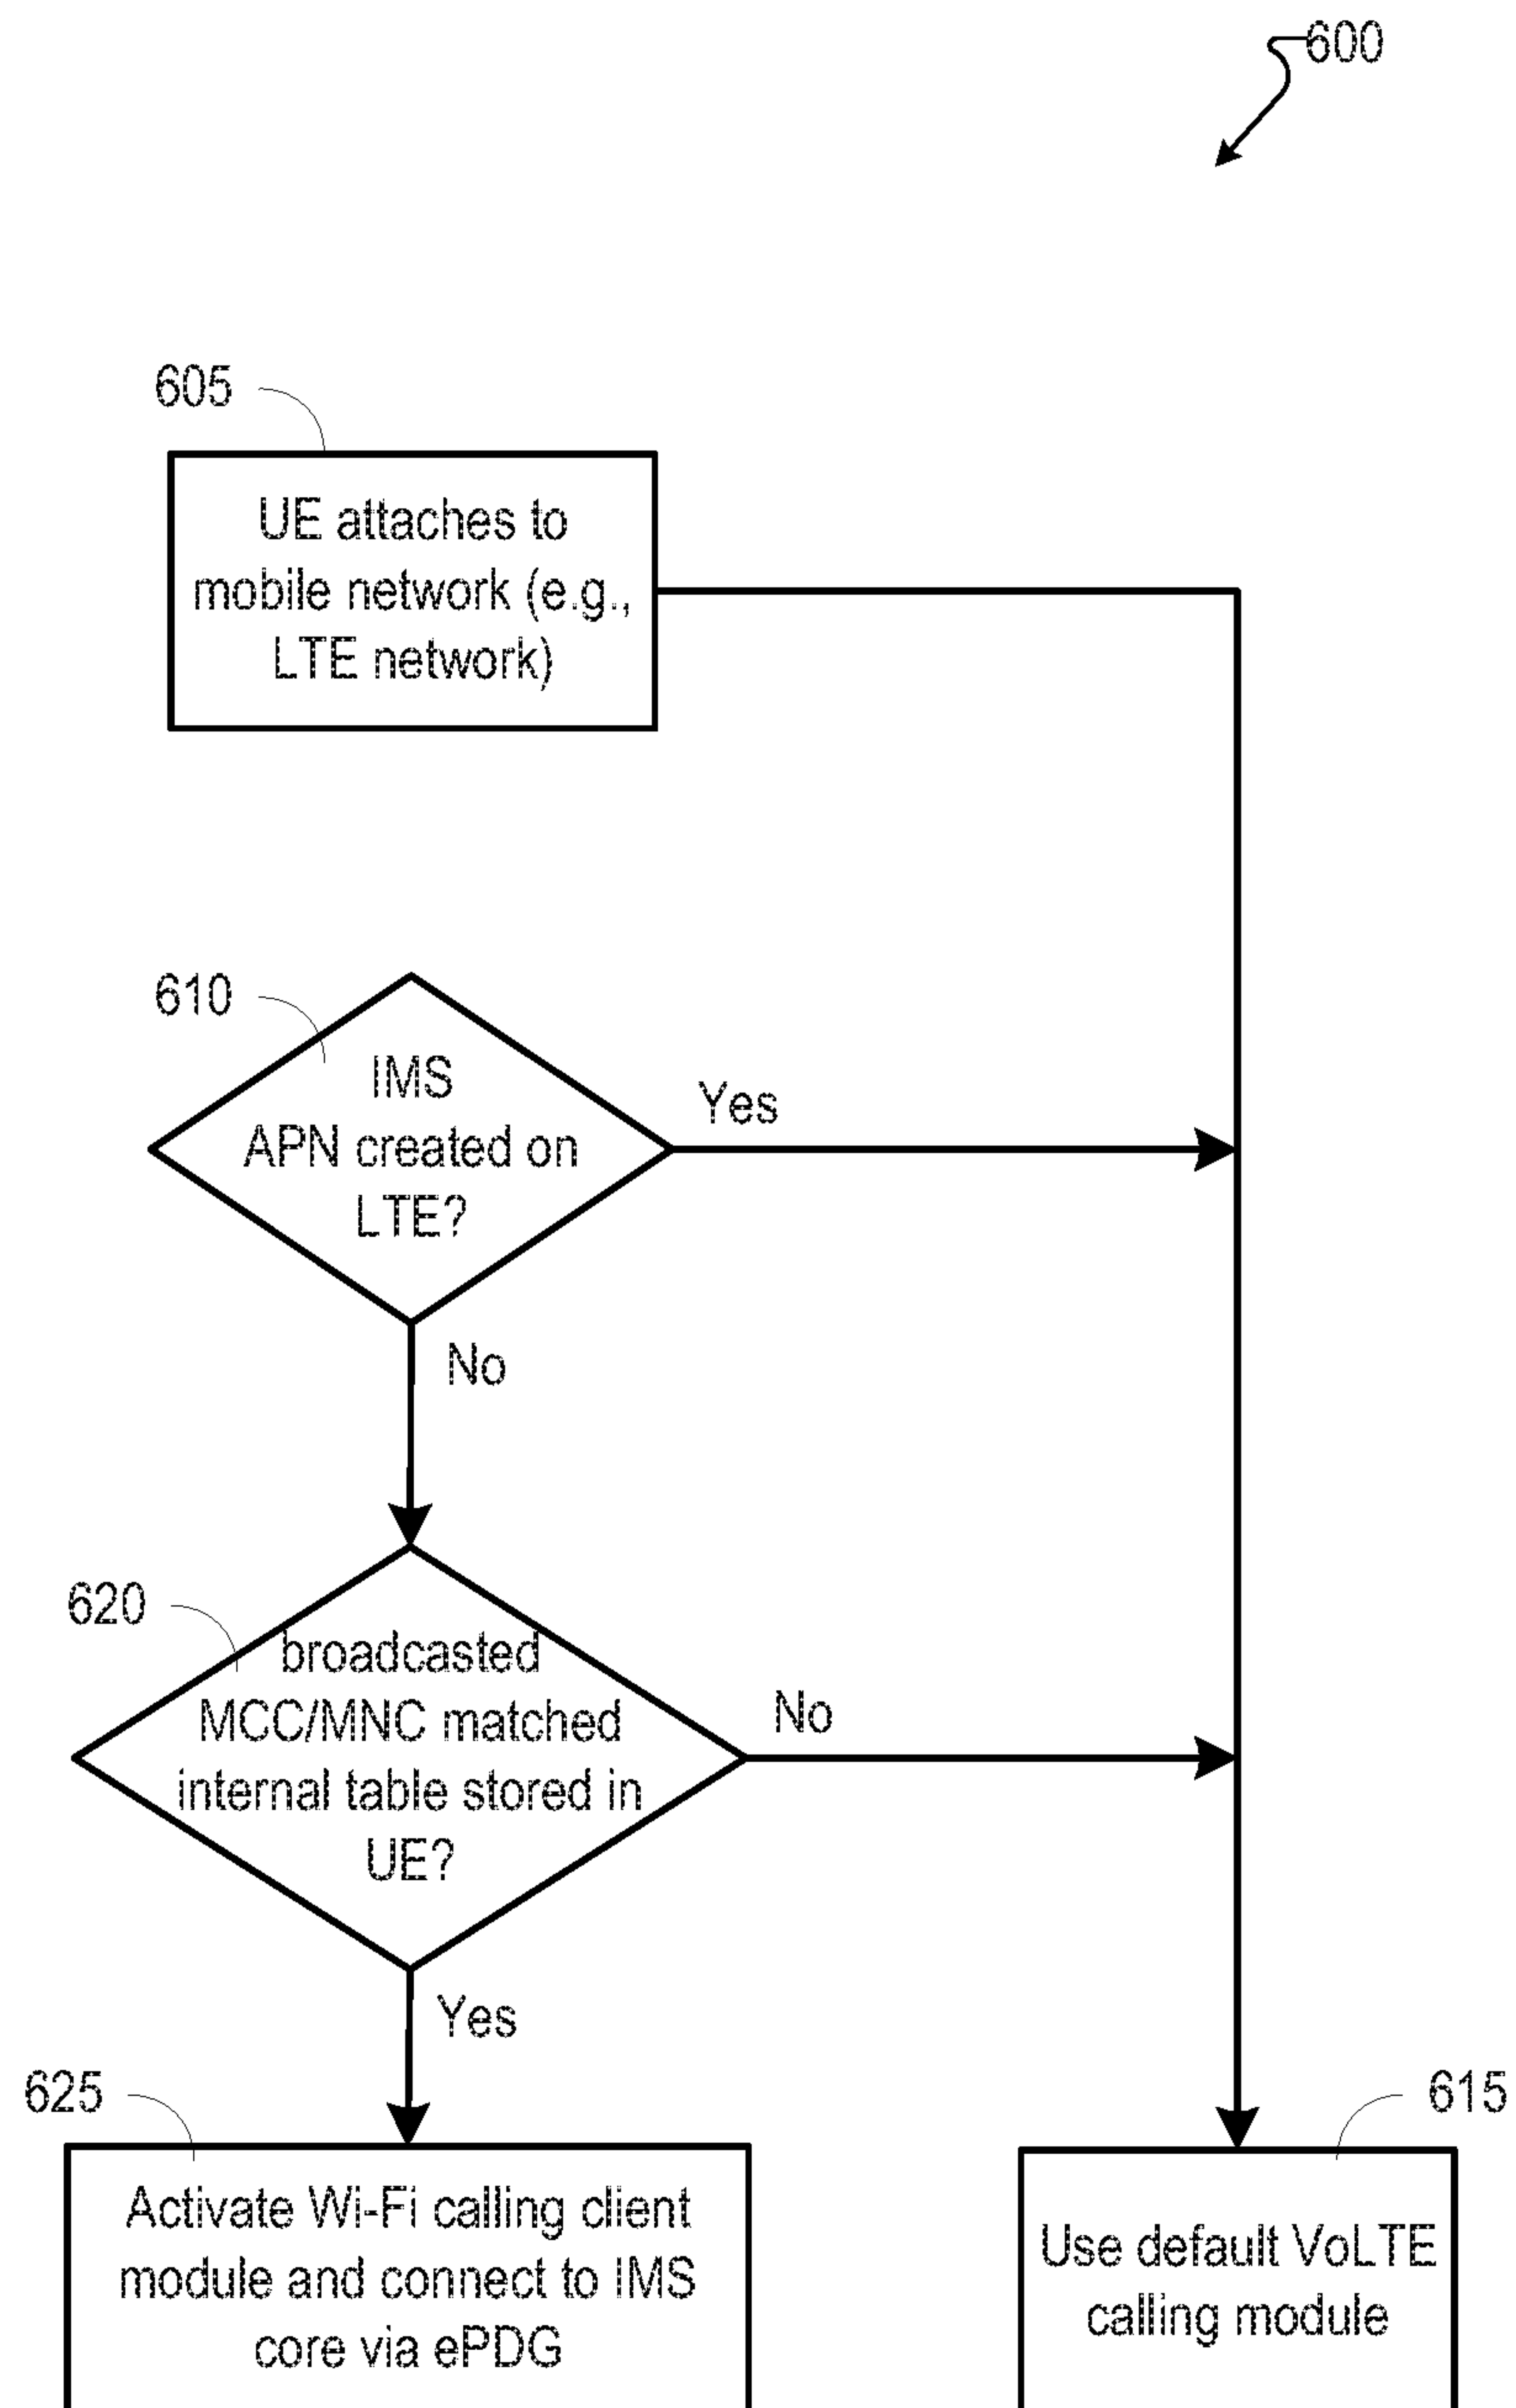 600
605
UE attaches to
mobile network (e.g.,
LTE network)
610
IMS
APN created on
LTE?
Yes
No
620
broadcasted
MCC/MNC matched
internal table stored in
UE?
No
Yes
625
Activate Wi-Fi calling client
module and connect to IMS
core via ePDG
615
Use default VoLTE
calling module